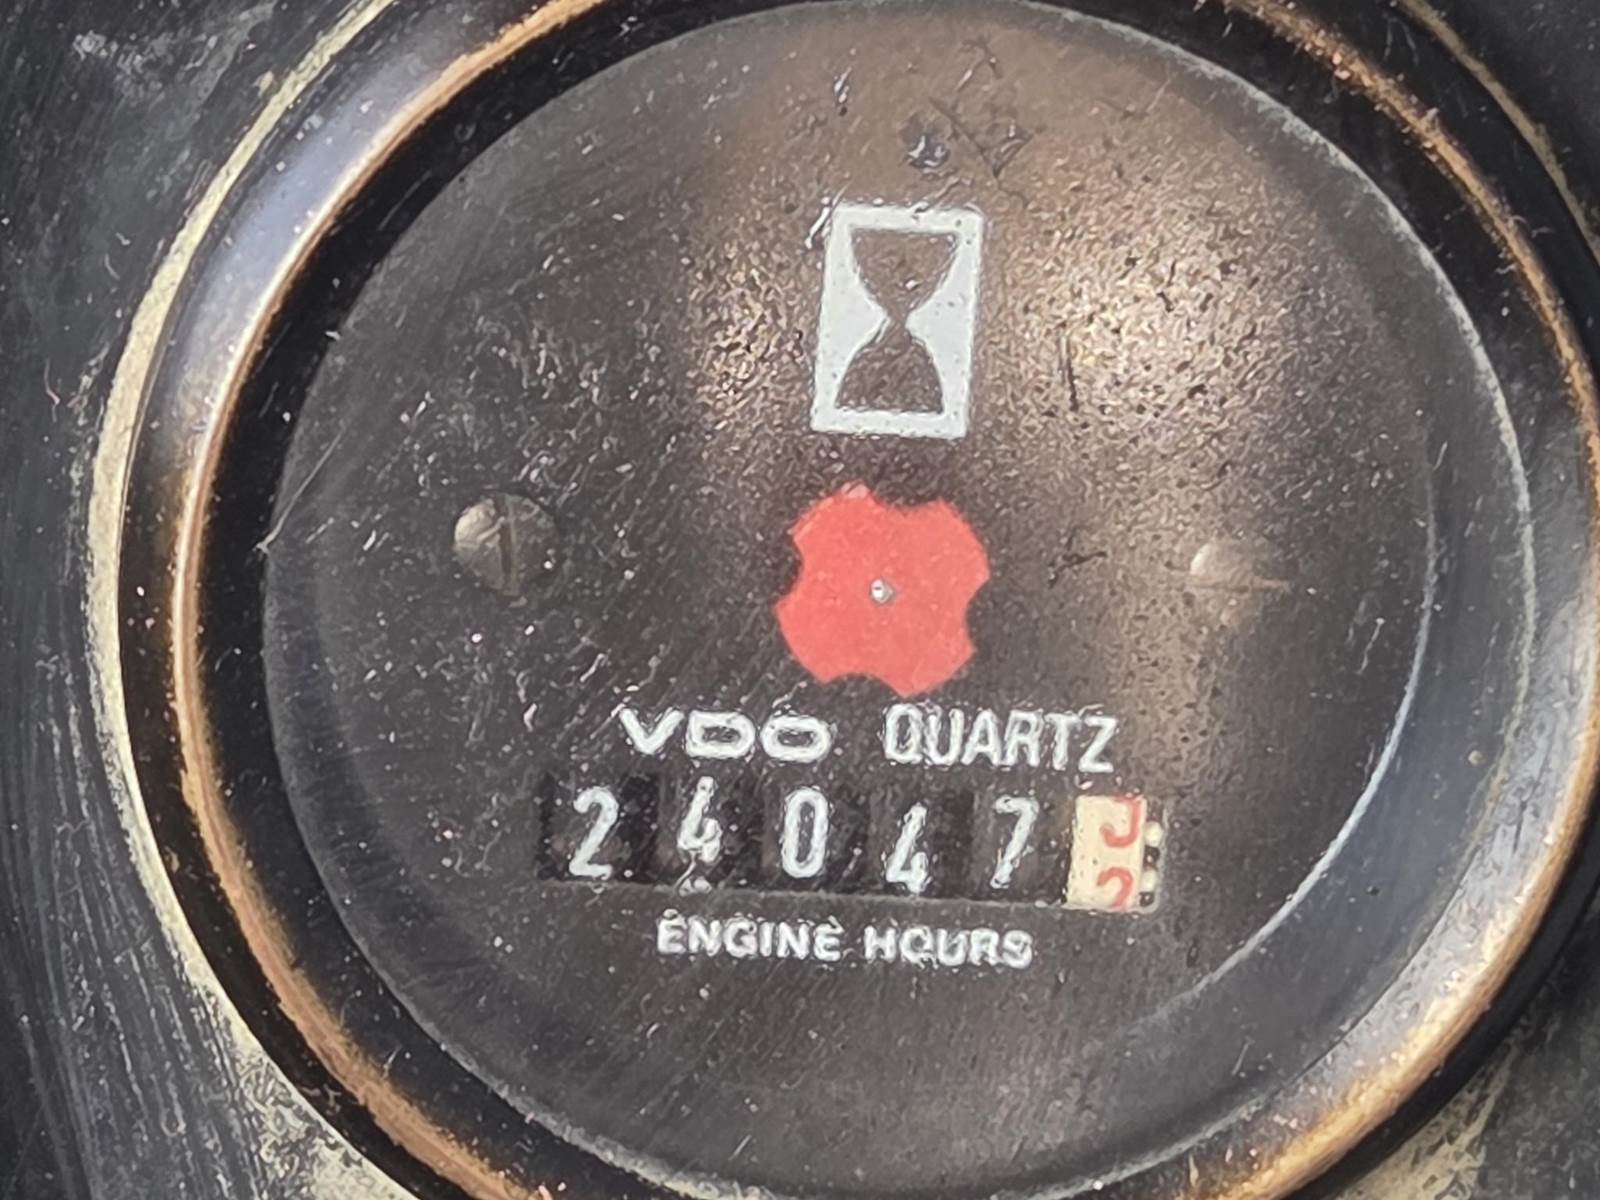 VDO QUARTZ
24047
ENGINE HOURS